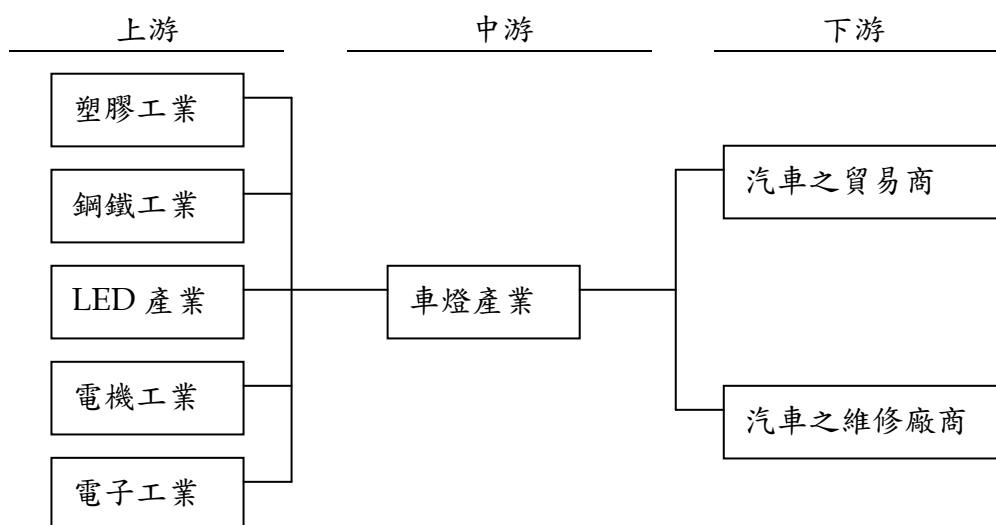 上游
中游
下游
塑膠工業
鋼鐵工業
LED 產業
電機工業
電子工業
車燈產業
汽車之貿易商
汽車之維修廠商